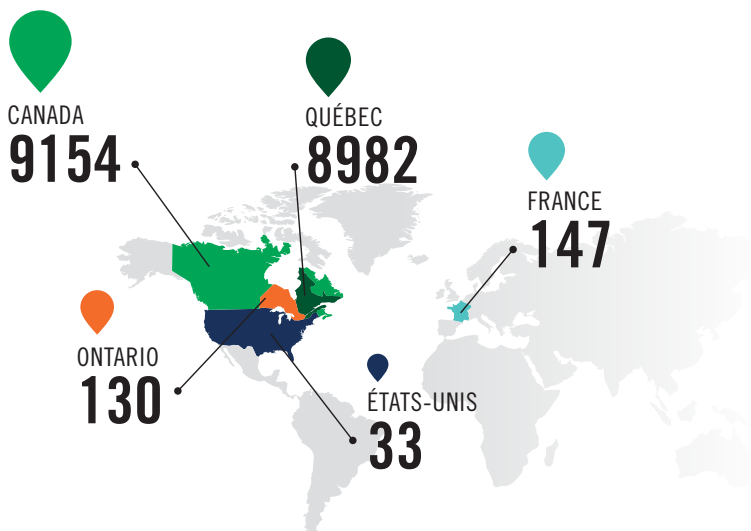 CANADA
9154
QUÉBEC
8982
FRANCE
147
ONTARIO
130
ÉTATS-UNIS
33